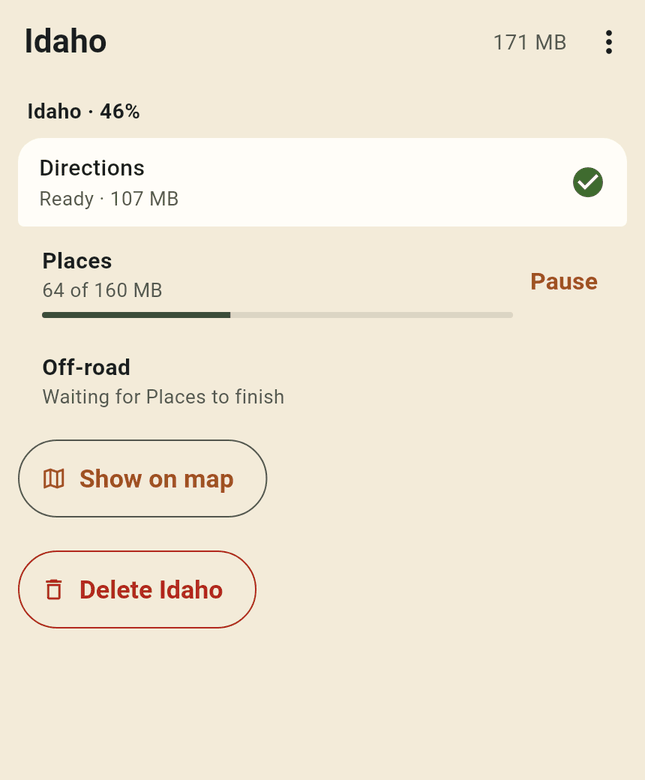 Idaho
171 MB
Idaho · 46%
Directions
Ready · 107 MB
Places
64 of 160 MB
Pause
Off-road
Waiting for Places to finish
Show on map
Delete Idaho